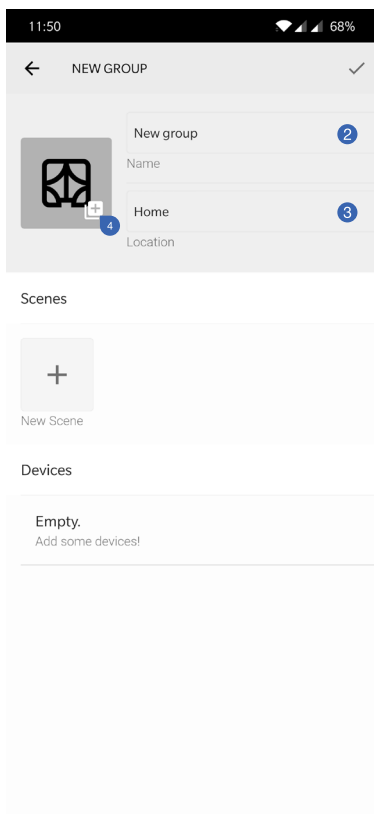 11:50
68%
NEW GROUP
New group
2
Name
Home
3
4
Location
Scenes
New Scene
Devices
Empty.
Add some devices!